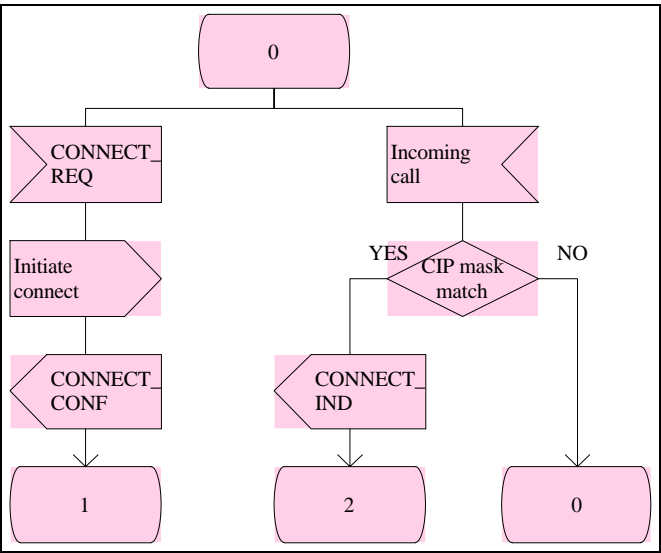 0
CONNECT_
REQ
Incoming
call
Initiate
connect
YES
CIP mask
match
NO
CONNECT_
CONF
CONNECT_
IND
1
2
0